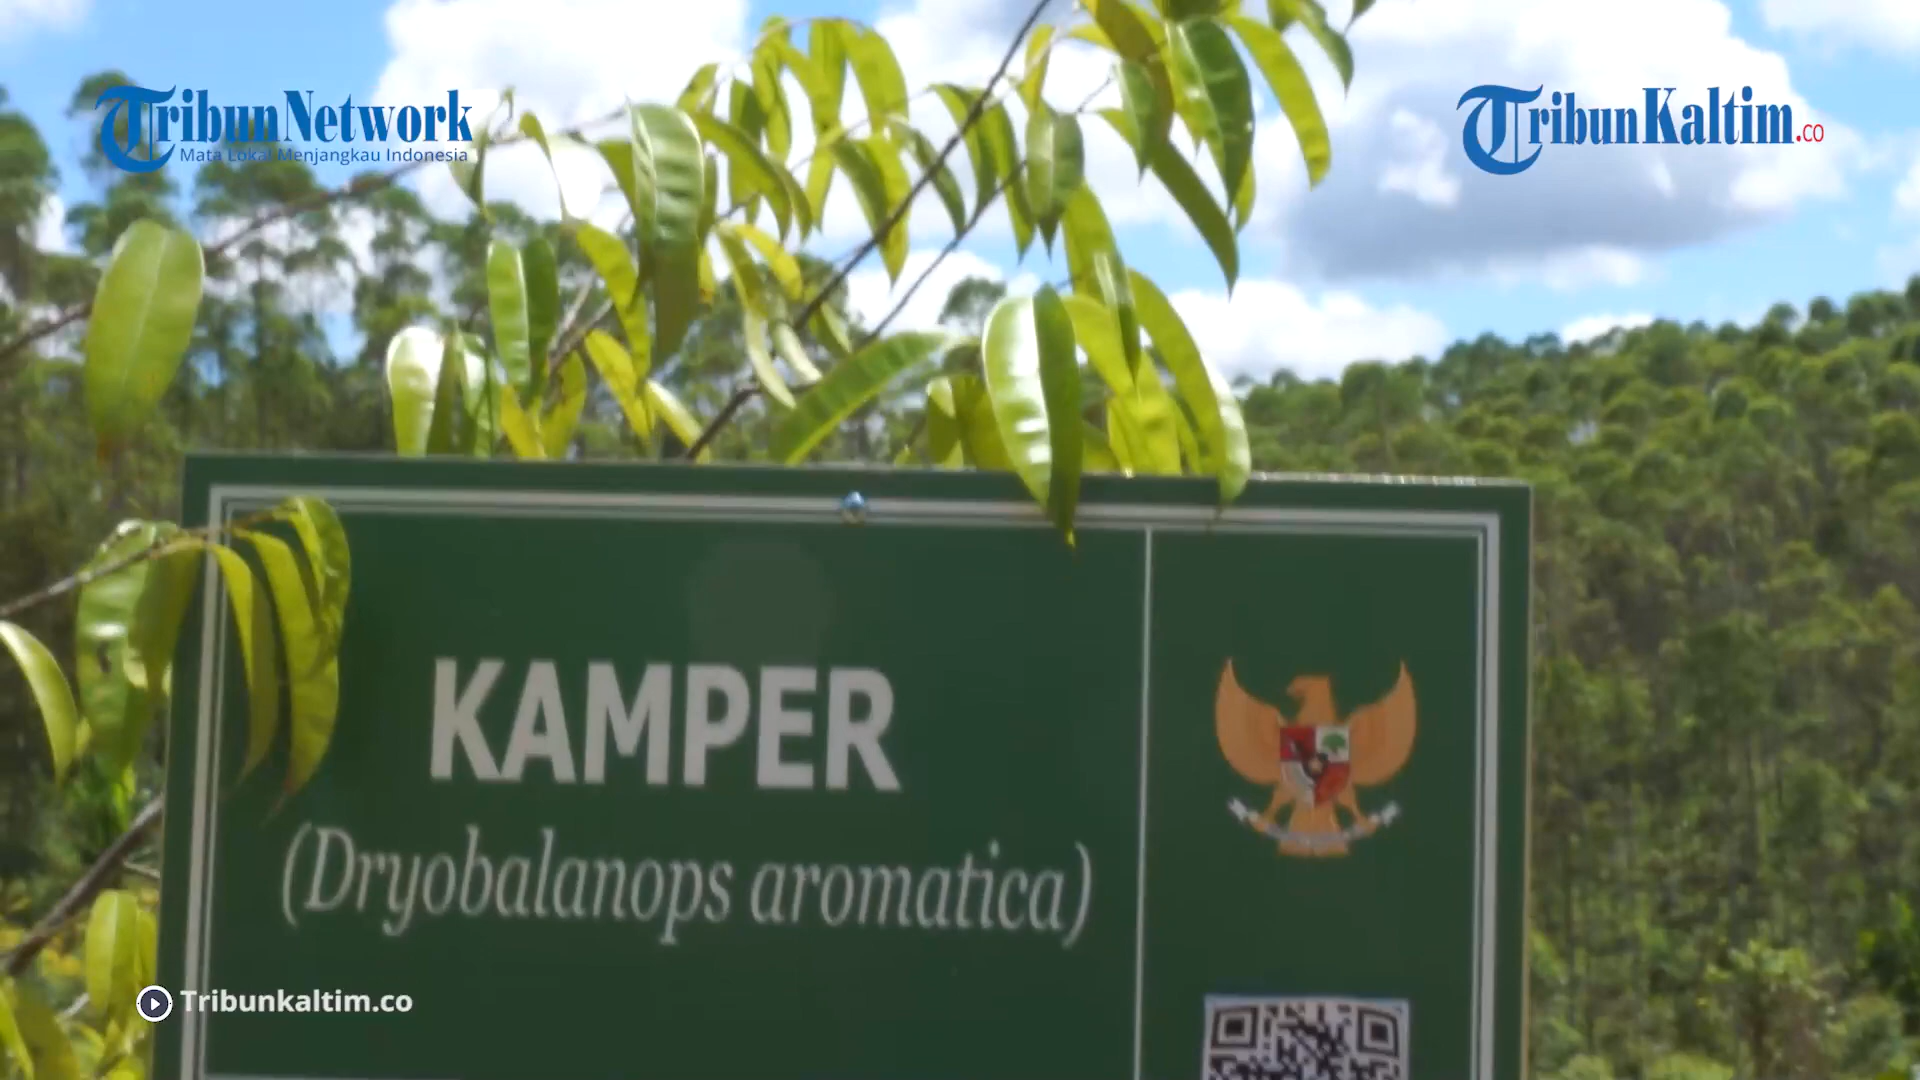 TribunNetwork
Mata Lokal Menjangkau Indonesia
TribunKaltim.co
KAMPER
(Dryobalanops aromatica)
Tribunkaltim.co